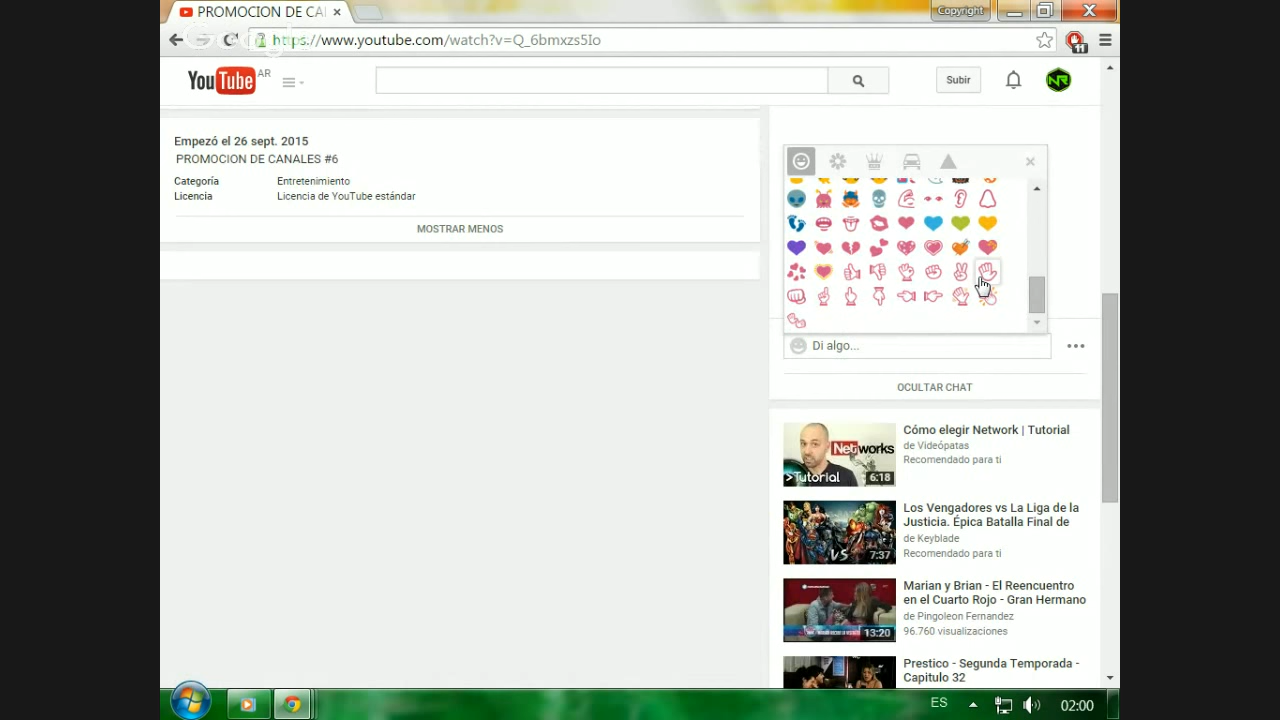 PROMOCION DE CA
Copyright
https://www.youtube.com/watch?v=Q_6bmxzs5Io
11
YouTube AR
Subir
NR
Empezó el 26 sept. 2015
PROMOCION DE CANALES #6
Categoría Entretenimiento
Licencia Licencia de YouTube estándar
MOSTRAR MENOS
Di algo...
OCULTAR CHAT
Networks
>Tutorial
6:18
Cómo elegir Network | Tutorial
de Videópatas
Recomendado para ti
VS
7:37
Los Vengadores vs La Liga de la
Justicia. Épica Batalla Final de
de Keyblade
Recomendado para ti
13:20
Marian y Brian - El Reencuentro
en el Cuarto Rojo - Gran Hermano
de Pingoleon Fernandez
96.760 visualizaciones
Prestico - Segunda Temporada -
Capitulo 32
ES
02:00